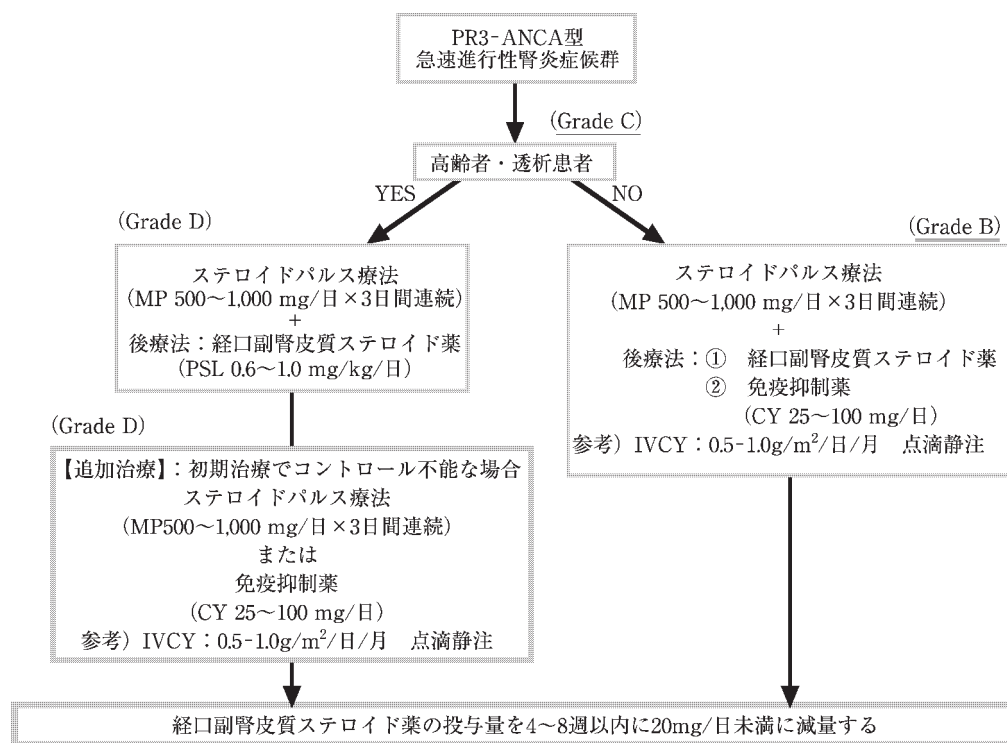 PR3-ANCA型
急速進行性腎炎症候群
(Grade C)
高齢者・透析患者
YES
NO
(Grade D)
ステロイドパルス療法
(MP 500〜1,000 mg/日×3日間連続)
+
後療法：経口副腎皮質ステロイド薬
(PSL 0.6〜1.0 mg/kg/日)
(Grade D)
【追加治療】：初期治療でコントロール不能な場合
ステロイドパルス療法
(MP500〜1,000 mg/日×3日間連続)
または
免疫抑制薬
(CY 25〜100 mg/日)
参考）IVCY：0.5-1.0g/m²/日/月　点滴静注
(Grade B)
ステロイドパルス療法
(MP 500〜1,000 mg/日×3日間連続)
+
後療法：①　経口副腎皮質ステロイド薬
②　免疫抑制薬
(CY 25〜100 mg/日)
参考）IVCY：0.5-1.0g/m²/日/月　点滴静注
経口副腎皮質ステロイド薬の投与量を4〜8週以内に20mg/日未満に減量する